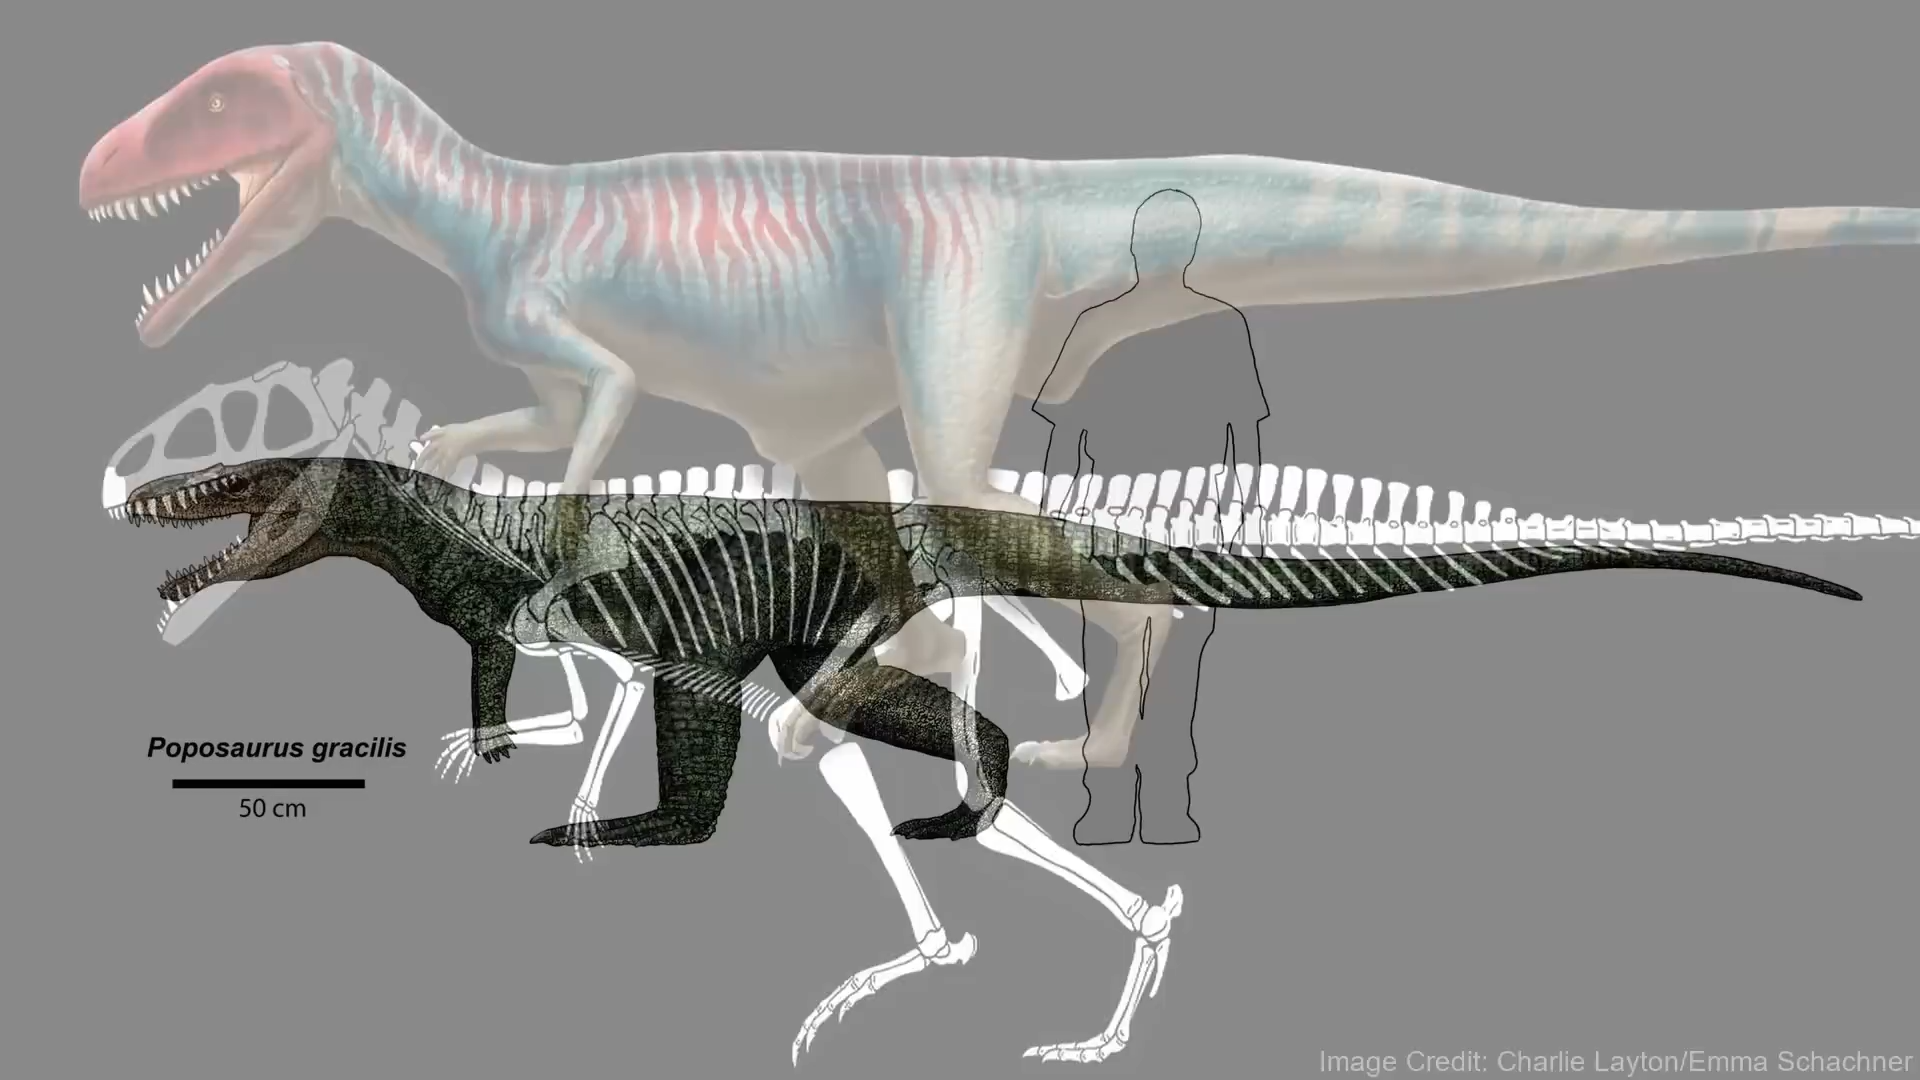 Poposaurus gracilis
50 cm
Image Credit: Charlie Layton/Emma Schachner